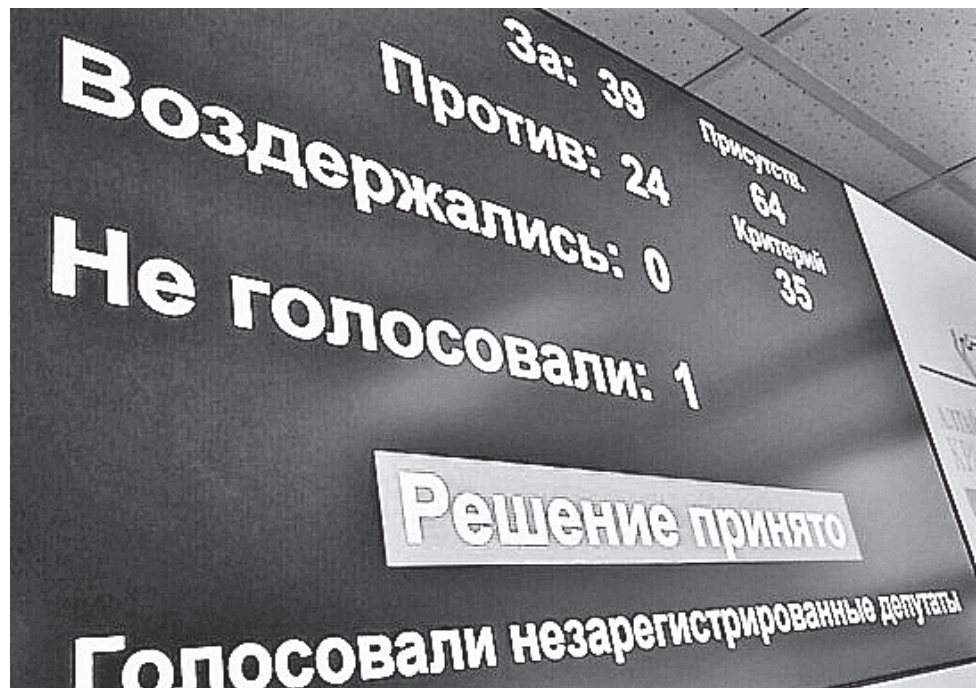 За: 39
Против: 24
Воздержались: 0
Не голосовали: 1
Присутств.
64
Критерий
35
Решение принято
Голосовали незарегистрированные депутаты